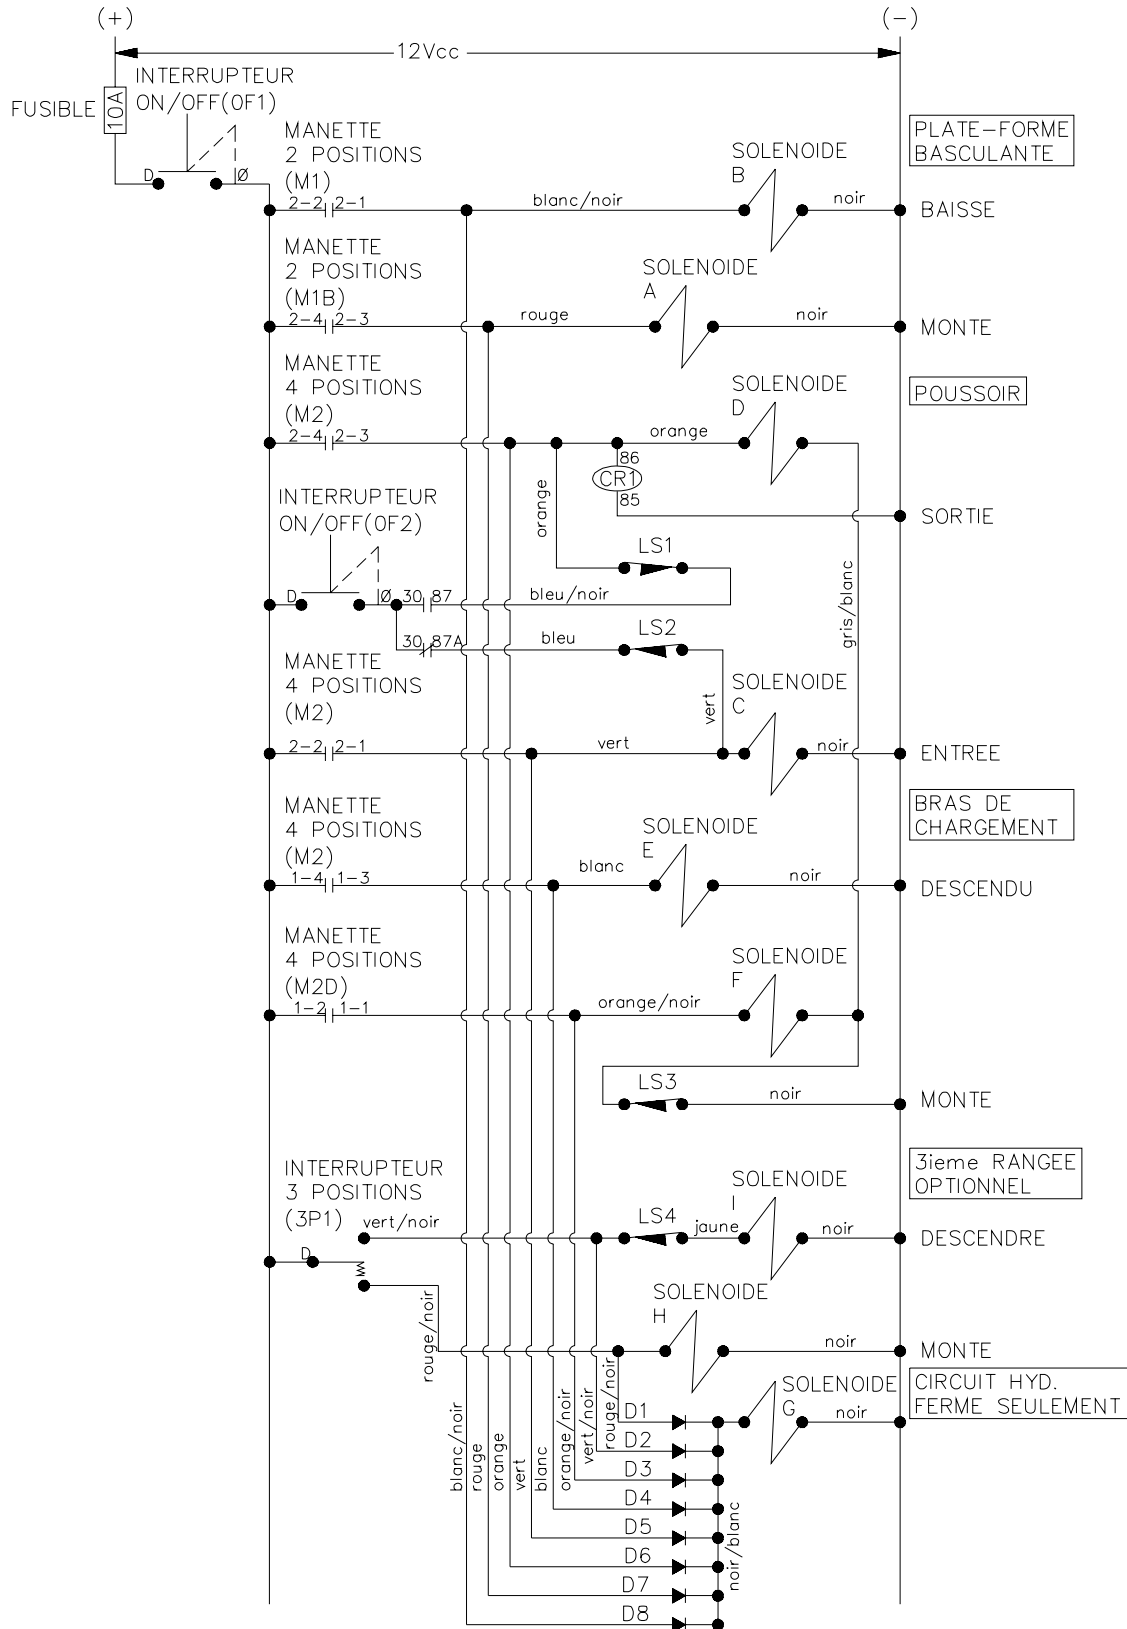 (+)
(-)
12Vcc
INTERRUPTEUR
ON/OFF(OF1)
FUSIBLE
10A
MANETTE
2 POSITIONS
(M1)
SOLENOIDE
B
PLATE-FORME
BASCULANTE
D
Ø
2-2
2-1
blanc/noir
noir
BAISSE
MANETTE
2 POSITIONS
(M1B)
SOLENOIDE
A
2-4
2-3
rouge
noir
MONTE
MANETTE
4 POSITIONS
(M2)
SOLENOIDE
D
POUSSOIR
2-4
2-3
orange
86
CR1
85
orange
SORTIE
INTERRUPTEUR
ON/OFF(OF2)
LS1
D
Ø
30
87
bleu/noir
gris/blanc
30
87A
bleu
LS2
MANETTE
4 POSITIONS
(M2)
vert
SOLENOIDE
C
2-2
2-1
vert
noir
ENTREE
MANETTE
4 POSITIONS
(M2)
SOLENOIDE
E
BRAS DE
CHARGEMENT
1-4
1-3
blanc
noir
DESCENDU
MANETTE
4 POSITIONS
(M2D)
SOLENOIDE
F
1-2
1-1
orange/noir
LS3
noir
MONTE
INTERRUPTEUR
3 POSITIONS
(3P1)
SOLENOIDE
I
3ieme RANGEE
OPTIONNEL
vert/noir
LS4
jaune
noir
DESCENDRE
D
rouge/noir
SOLENOIDE
H
noir
MONTE
SOLENOIDE
G
CIRCUIT HYD.
FERME SEULEMENT
noir
blanc/noir
rouge
orange
vert
blanc
orange/noir
vert/noir
rouge/noir
D1
D2
D3
D4
D5
D6
D7
D8
noir/blanc